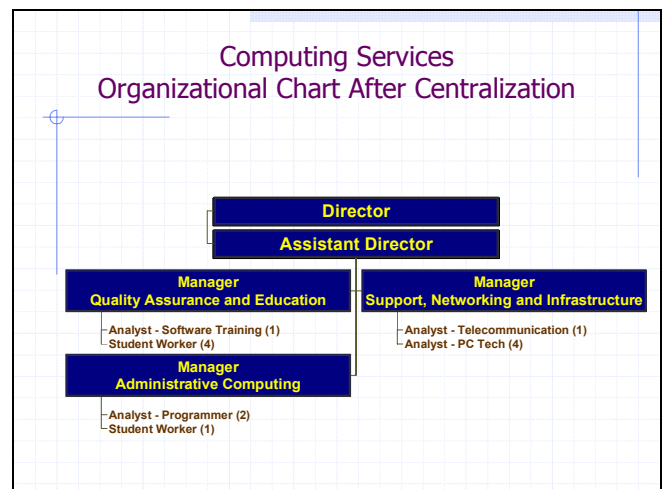 Computing Services
Organizational Chart After Centralization
Director
Assistant Director
Manager
Quality Assurance and Education
Analyst - Software Training (1)
Student Worker (4)
Manager
Support, Networking and Infrastructure
Analyst - Telecommunication (1)
Analyst - PC Tech (4)
Manager
Administrative Computing
Analyst - Programmer (2)
Student Worker (1)